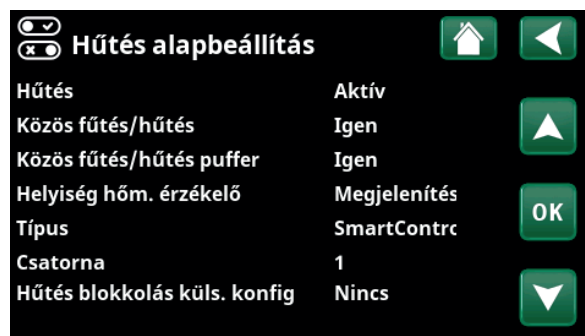 Hűtés alapbeállítás
Hűtés Aktív
Közös fűtés/hűtés Igen
Közös fűtés/hűtés puffer Igen
Helyiség hőm. érzékelő Megjelenítés
Típus SmartContrc
Csatorna 1
OK
Hűtés blokkolás küls. konfig Nincs